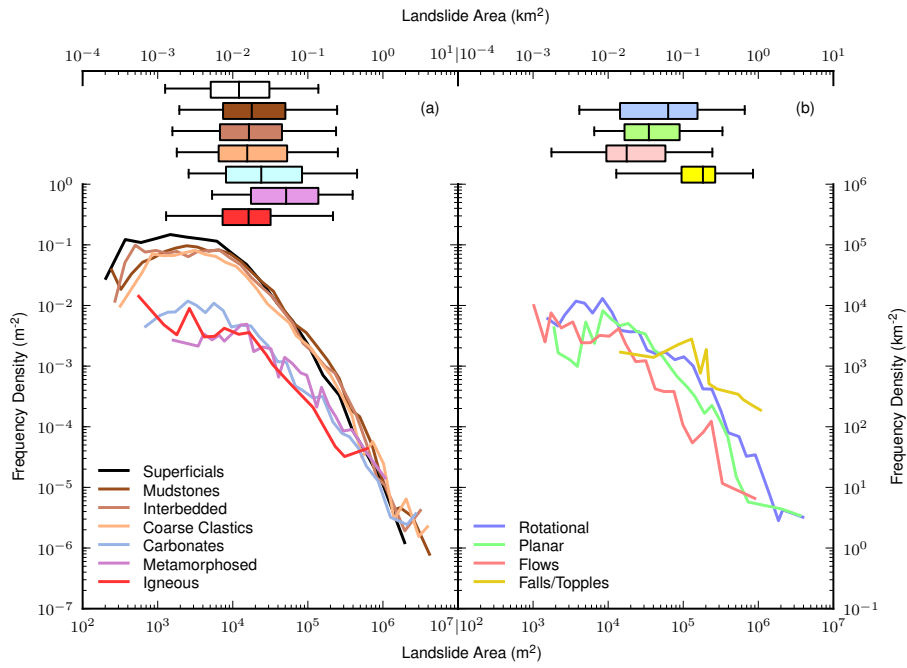 Landslide Area (km²)
10⁻⁴ 10⁻³ 10⁻² 10⁻¹ 10⁰ 10¹|10⁻⁴ 10⁻³ 10⁻² 10⁻¹ 10⁰ 10¹
(a) (b)
10⁰ 10⁶
10⁻¹ 10⁵
10⁻² 10⁴
10⁻³ 10³
10⁻⁴ 10²
10⁻⁵ 10¹
10⁻⁶ 10⁰
10⁻⁷ 10⁻¹
Frequency Density (m⁻²)
Frequency Density (km⁻²)
Superficials
Mudstones
Interbedded
Coarse Clastics
Carbonates
Metamorphosed
Igneous
Rotational
Planar
Flows
Falls/Topples
10² 10³ 10⁴ 10⁵ 10⁶ 10⁷|10² 10³ 10⁴ 10⁵ 10⁶ 10⁷
Landslide Area (m²)